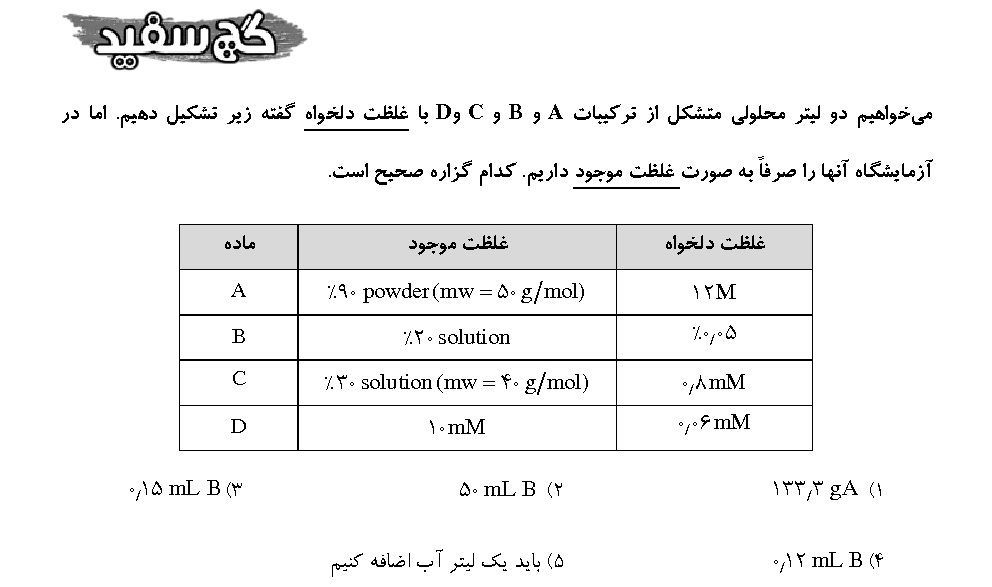 گچ سفید
می‌خواهیم دو لیتر محلولی متشکل از ترکیبات A و B و C وD با غلظت دلخواه گفته زیر تشکیل دهیم. اما در
آزمایشگاه آنها را صرفاً به صورت غلظت موجود داریم. کدام گزاره صحیح است.
ماده غلظت موجود غلظت دلخواه
A ٪۹۰ powder (mw = ۵۰ g/mol) ۱۲M
B ٪۲۰ solution ٪۰٫۰۵
C ٪۳۰ solution (mw = ۴۰ g/mol) ۰٫۸mM
D ۱۰mM ۰٫۰۶mM
۱) ۱۳۳٫۳ gA ۲) ۵۰ mL B ۳) ۰٫۱۵ mL B
۴) ۰٫۱۲ mL B ۵) باید یک لیتر آب اضافه کنیم